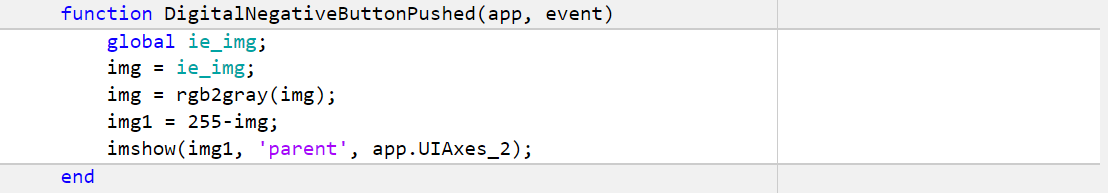 function DigitalNegativeButtonPushed(app, event)
global ie_img;
img = ie_img;
img = rgb2gray(img);
img1 = 255-img;
imshow(img1, 'parent', app.UIAxes_2);
end